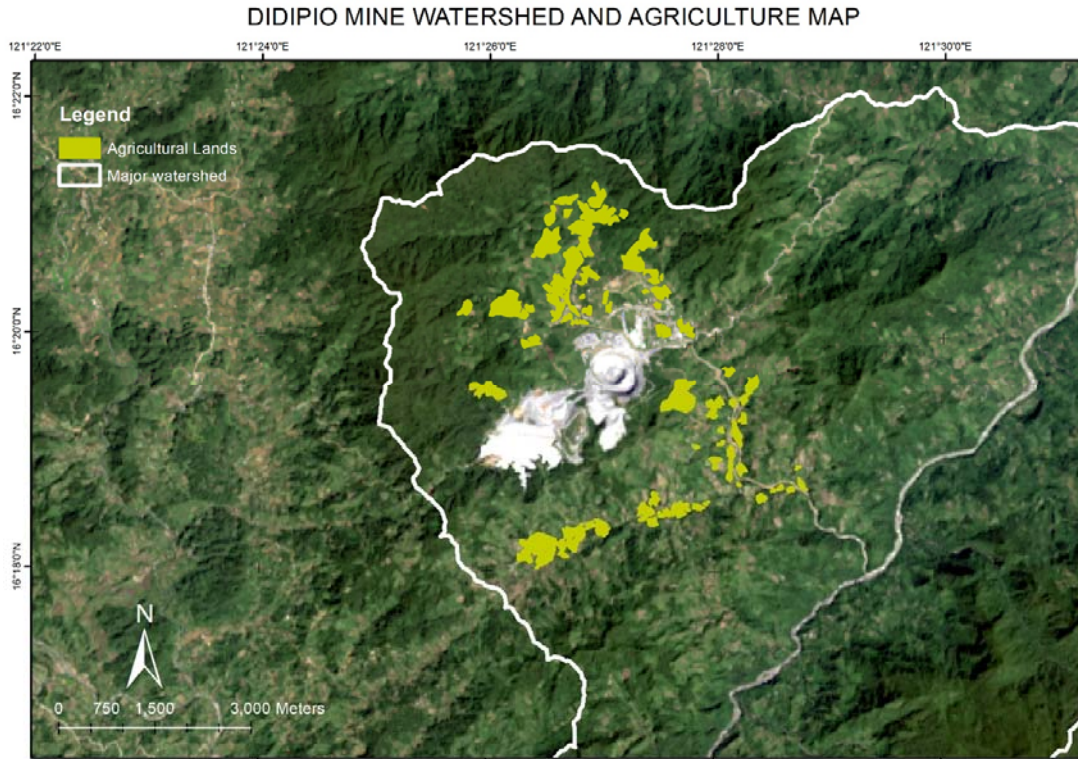 DIDIPIO MINE WATERSHED AND AGRICULTURE MAP
121°22'0"E 121°24'0"E 121°26'0"E 121°28'0"E 121°30'0"E
16°22'0"N
Legend
Agricultural Lands
Major watershed
16°20'0"N
16°18'0"N
N
0 750 1,500 3,000 Meters